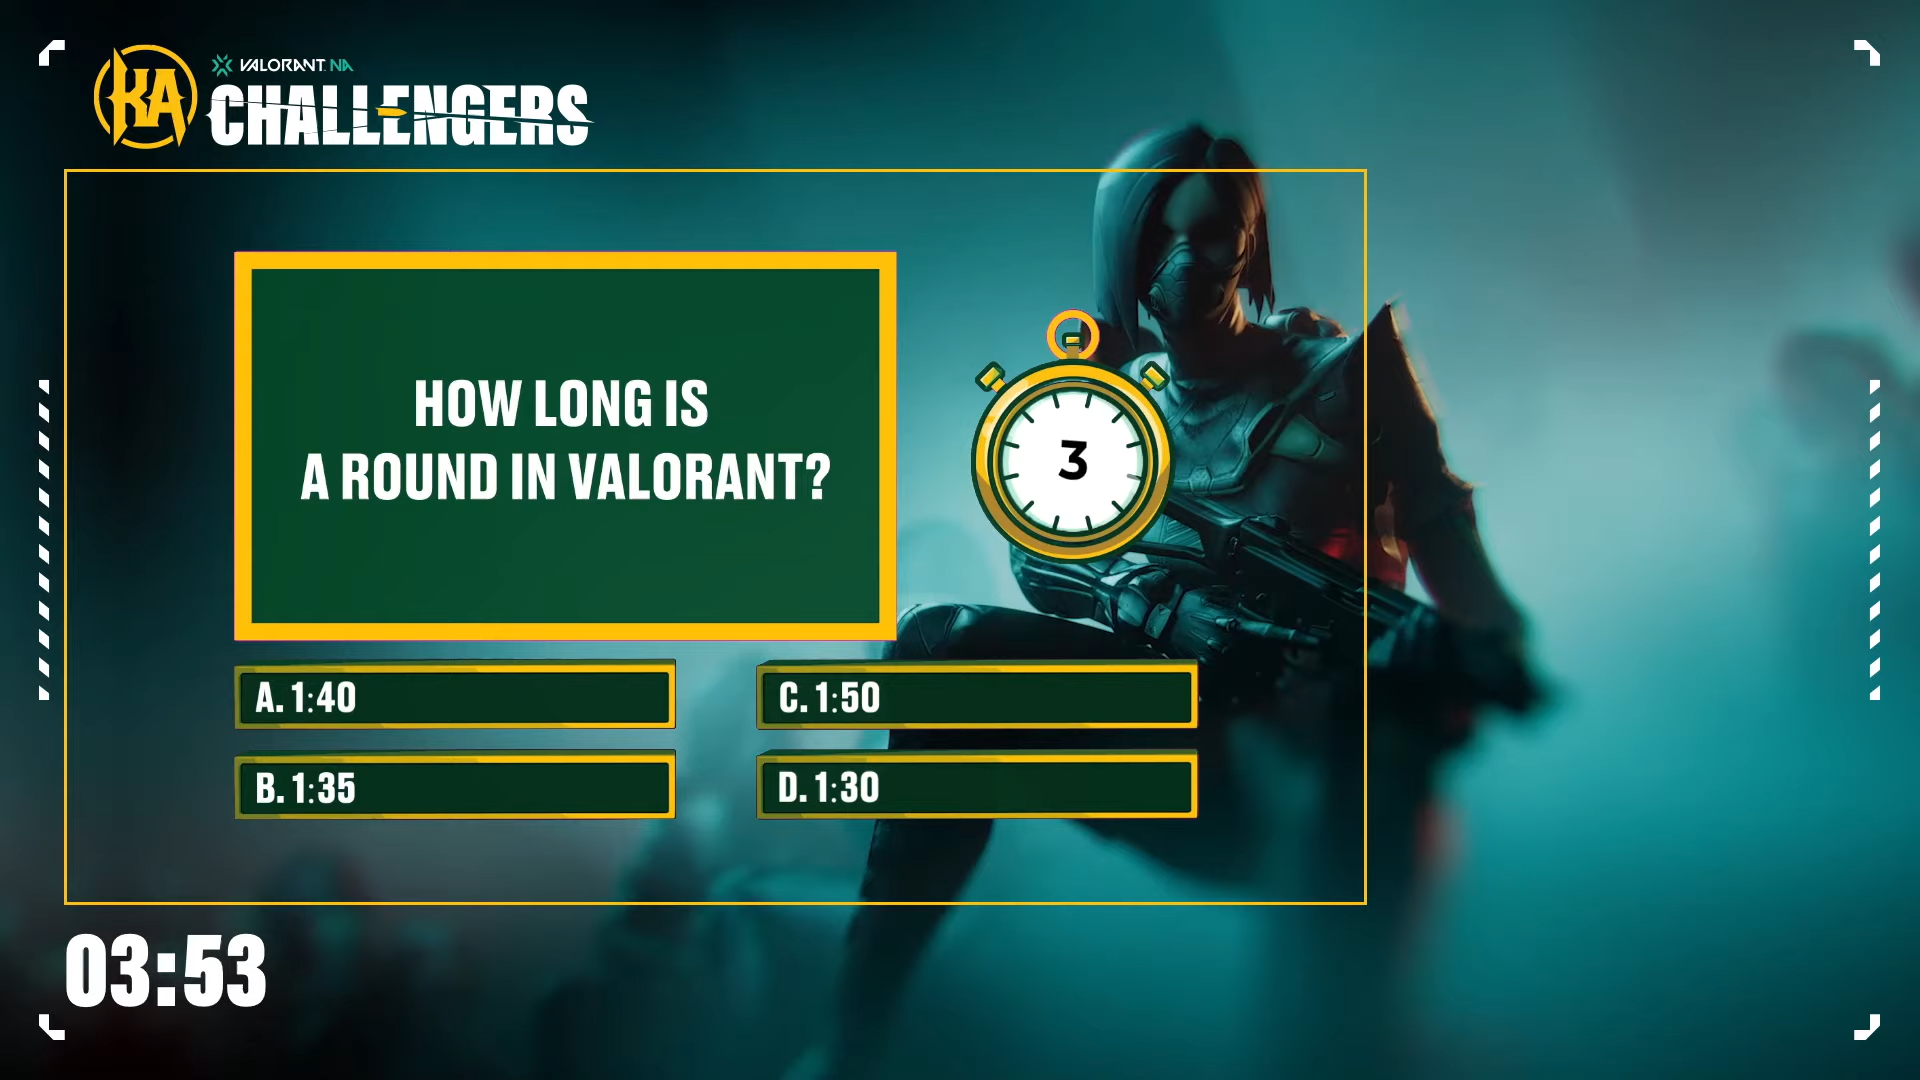 KA
VALORANT NA
CHALLENGERS
HOW LONG IS
A ROUND IN VALORANT?
3
A. 1:40
C. 1:50
B. 1:35
D. 1:30
03:53